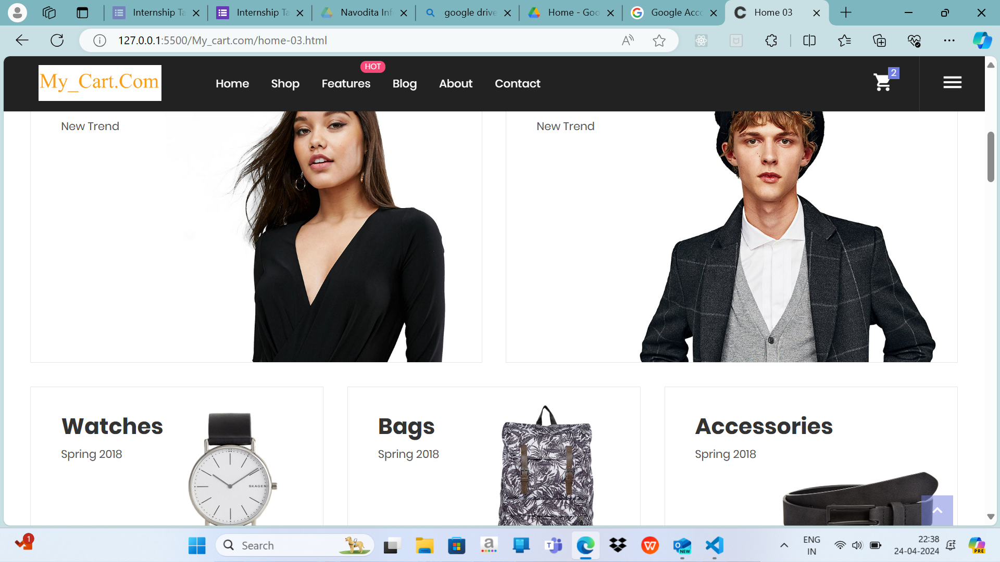 Internship Ta
Internship Ta
Navodita Inf
google drive
Home - Goo
Google Acco
Home 03
127.0.0.1:5500/My_cart.com/home-03.html
My_Cart.Com
Home
Shop
Features
HOT
Blog
About
Contact
2
New Trend
New Trend
Watches
Spring 2018
SKAGEN
Bags
Spring 2018
Accessories
Spring 2018
1
Search
NEW
ENG
IN
22:38
24-04-2024
PRE